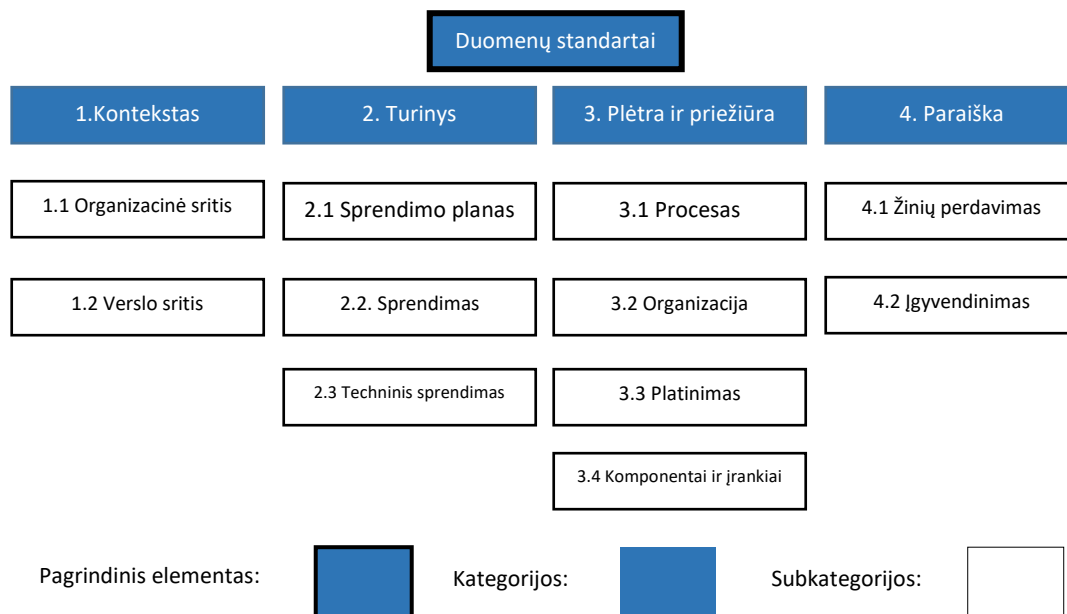 Duomenų standartai
1.Kontekstas
2. Turinys
3. Plėtra ir priežiūra
4. Paraiška
1.1 Organizacinė sritis
2.1 Sprendimo planas
3.1 Procesas
4.1 Žinių perdavimas
1.2 Verslo sritis
2.2. Sprendimas
3.2 Organizacija
4.2 Įgyvendinimas
2.3 Techninis sprendimas
3.3 Platinimas
3.4 Komponentai ir įrankiai
Pagrindinis elementas:
Kategorijos:
Subkategorijos: